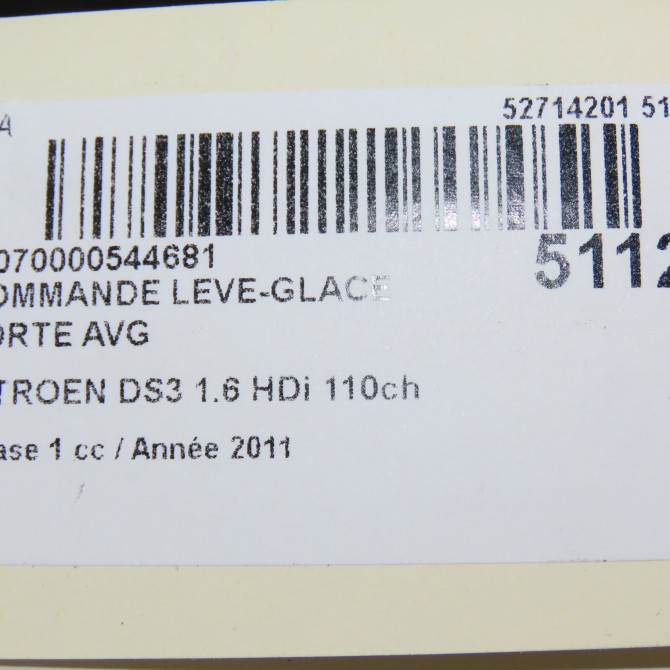 A
52714201 51
070000544681
5112
OMMANDE LEVE-GLACE
ORTE AVG
TROEN DS3 1.6 HDi 110ch
ase 1 cc / Année 2011